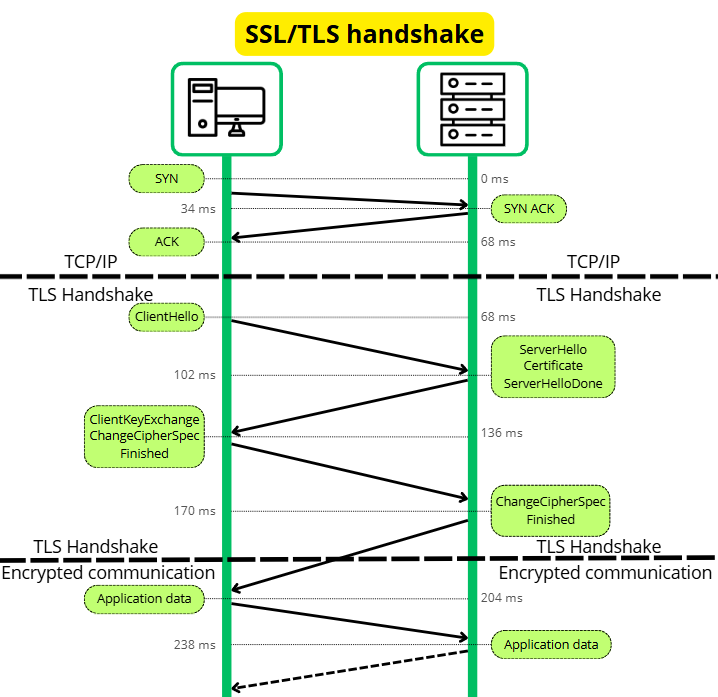 SSL/TLS handshake
SYN
0 ms
34 ms
SYN ACK
ACK
68 ms
TCP/IP
TCP/IP
TLS Handshake
TLS Handshake
ClientHello
68 ms
ServerHello
Certificate
ServerHelloDone
102 ms
ClientKeyExchange
ChangeCipherSpec
Finished
136 ms
ChangeCipherSpec
Finished
170 ms
TLS Handshake
TLS Handshake
Encrypted communication
Encrypted communication
Application data
204 ms
238 ms
Application data